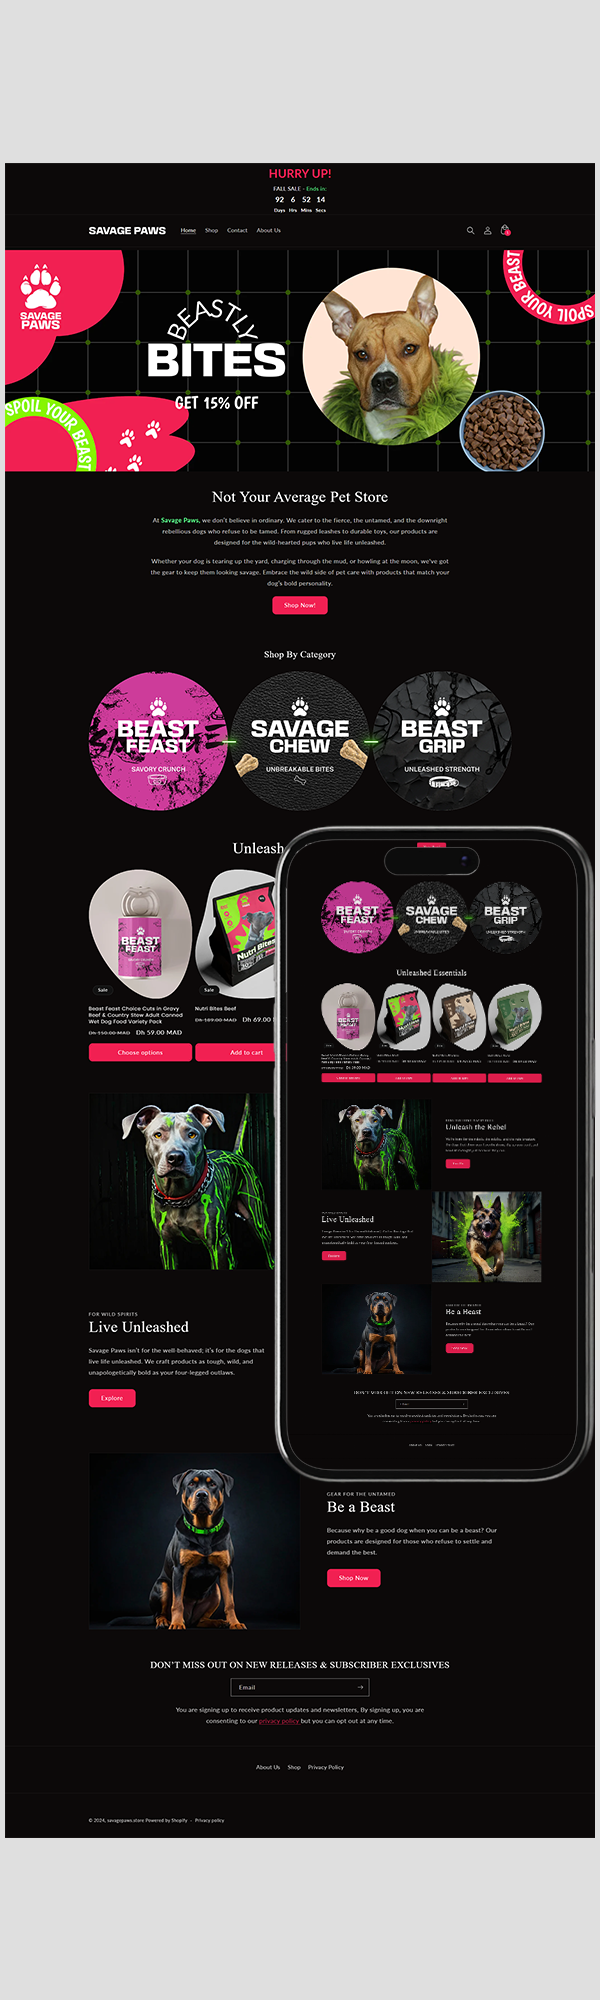 HURRY UP!
FALL SALE - Ends in:
92 6 52 14
Days Hrs Mins Secs
SAVAGE PAWS Home Shop Contact About Us
1
SAVAGE
PAWS
SPOIL YOUR BEAST
BEASTLY
BITES
GET 15% OFF
SPOIL YOUR BEAST
Not Your Average Pet Store
At Savage Paws, we don't believe in ordinary. We cater to the fierce, the untamed, and the downright
rebellious dogs who refuse to be tamed. From rugged leashes to durable toys, our products are
designed for the wild-hearted pups who live life unleashed.
Whether your dog is tearing up the yard, charging through the mud, or howling at the moon, we've got
the gear to keep them looking savage. Embrace the wild side of pet care with products that match your
dog's bold personality.
Shop Now!
Shop By Category
BEAST
FEAST
SAVORY CRUNCH
SAVAGE
CHEW
UNBREAKABLE BITES
BEAST
GRIP
UNLEASHED STRENGTH
Unleash
BEAST
FEAST
Nutri Bites
Sale
Sale
Beast Feast Choice Cuts in Gravy
Beef & Country Stew Adult Canned
Wet Dog Food Variety Pack
Dh 150.00 MAD Dh 59.00 MAD
Choose options
Nutri Bites Beef
Dh 189.00 MAD Dh 69.00
Add to cart
FOR WILD SPIRITS
Live Unleashed
Savage Paws isn't for the well-behaved; it's for the dogs that
live life unleashed. We craft products as tough, wild, and
unapologetically bold as your four-legged outlaws.
Explore
BEAST
FEAST
SAVAGE
CHEW
BEAST
GRIP
Unleashed Essentials
Unleash the Rebel
Live Unleashed
Be a Beast
DON'T MISS OUT ON NEW RELEASES & SUBSCRIBER EXCLUSIVES
GEAR FOR THE UNTAMED
Be a Beast
Because why be a good dog when you can be a beast? Our
products are designed for those who refuse to settle and
demand the best.
Shop Now
DON'T MISS OUT ON NEW RELEASES & SUBSCRIBER EXCLUSIVES
Email
You are signing up to receive product updates and newsletters, By signing up, you are
consenting to our privacy policy but you can opt out at any time.
About Us Shop Privacy Policy
© 2024, savagepaws.store Powered by Shopify - Privacy policy